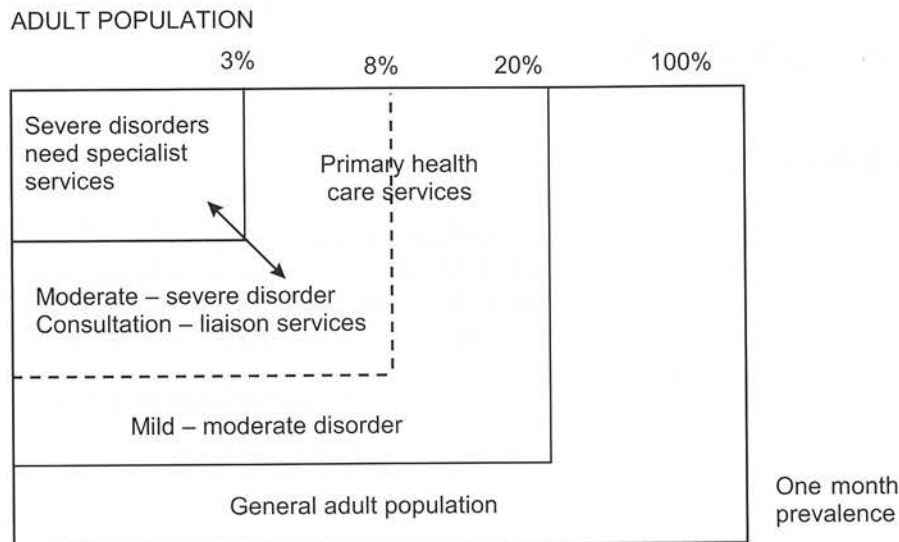 ADULT POPULATION
3% 8% 20% 100%
Severe disorders
need specialist
services
Primary health
care services
Moderate – severe disorder
Consultation – liaison services
Mild – moderate disorder
General adult population
One month
prevalence